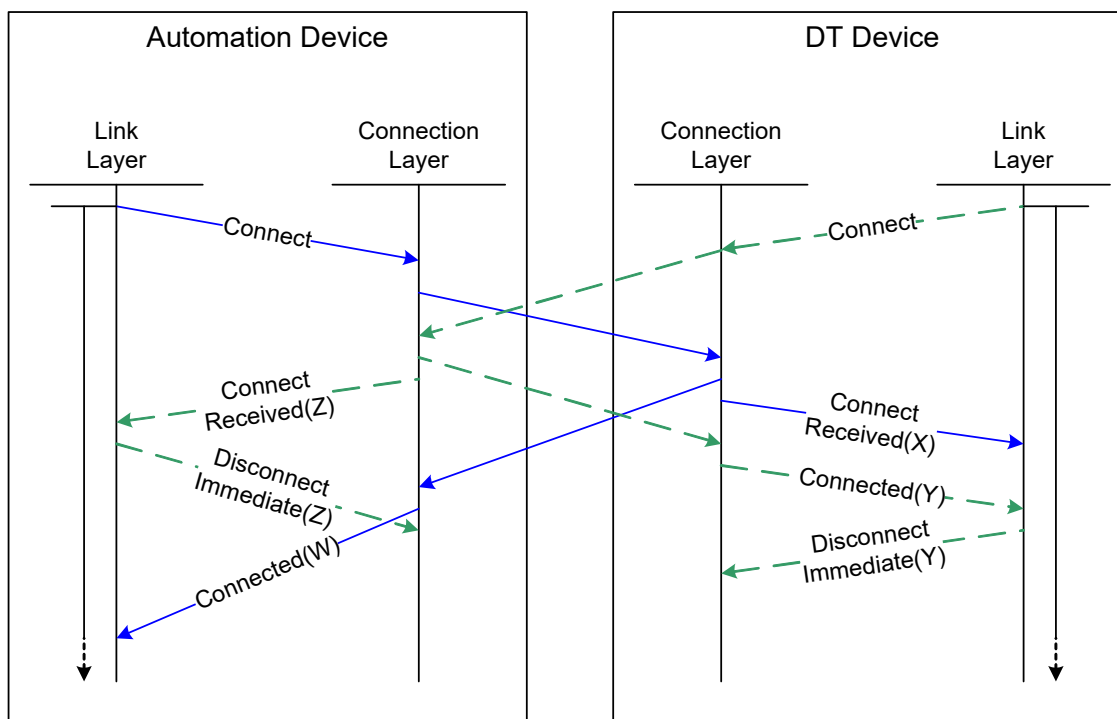 Automation Device
DT Device
Link
Layer
Connection
Layer
Connection
Layer
Link
Layer
Connect
Connect
Connect
Received(Z)
Connect
Received(X)
Disconnect
Immediate(Z)
Connected(Y)
Connected(W)
Disconnect
Immediate(Y)